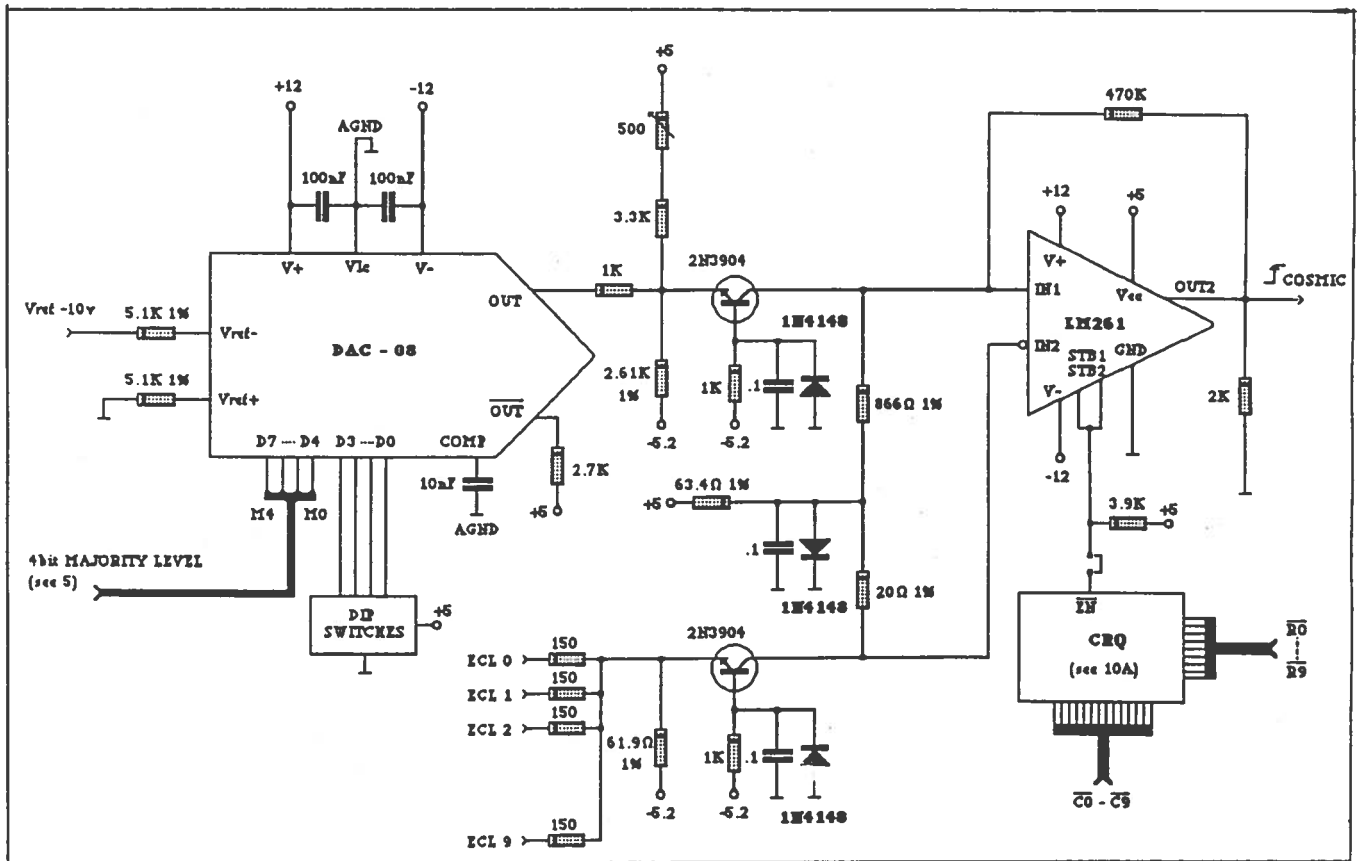 +5
+12
-12
470K
AGND
500
100nF
100nF
+12
+5
3.3K
2N3904
V+
Vlc
V-
1K
V+
OUT2
COSMIC
OUT
IN1
Vcc
1N4148
Vref -10v
5.1K 1%
Vref-
LM261
DAC - 08
IN2
GND
STB1
STB2
2.61K
1%
1K
.1
866Ω 1%
V-
2K
5.1K 1%
Vref+
OUT
-5.2
-5.2
D7 ---- D4
D3 ---D0
COMP
-12
2.7K
63.4Ω 1%
10nF
+5
3.9K
+5
M4
M0
AGND
+5
.1
4bit MAJORITY LEVEL
(see 5)
1N4148
20Ω 1%
EN
DIP
SWITCHES
+5
2N3904
CRQ
(see 10A)
R0
R9
150
ECL 0
150
ECL 1
150
ECL 2
61.9Ω
1%
1K
.1
-5.2
-5.2
1N4148
C0 - C9
150
ECL 9